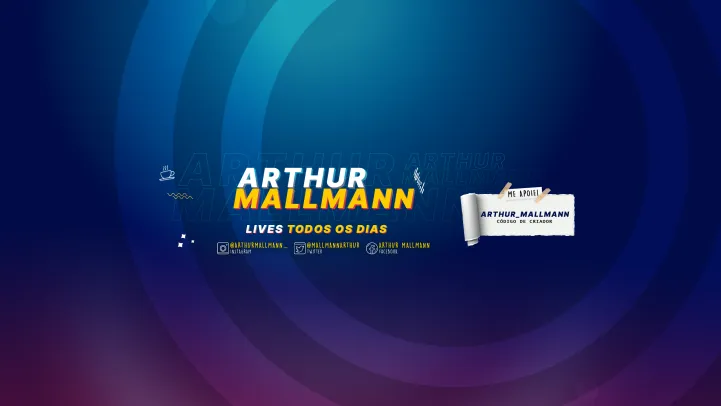 ARTHUR
MALLMANN
LIVES TODOS OS DIAS
@ARTHURMALLMANN_
INSTAGRAM
@MALLMANNARTHUR
TWITTER
ARTHUR MALLMANN
FACEBOOK
ME APOIE!
ARTHUR_MALLMANN
CÓDIGO DE CRIADOR